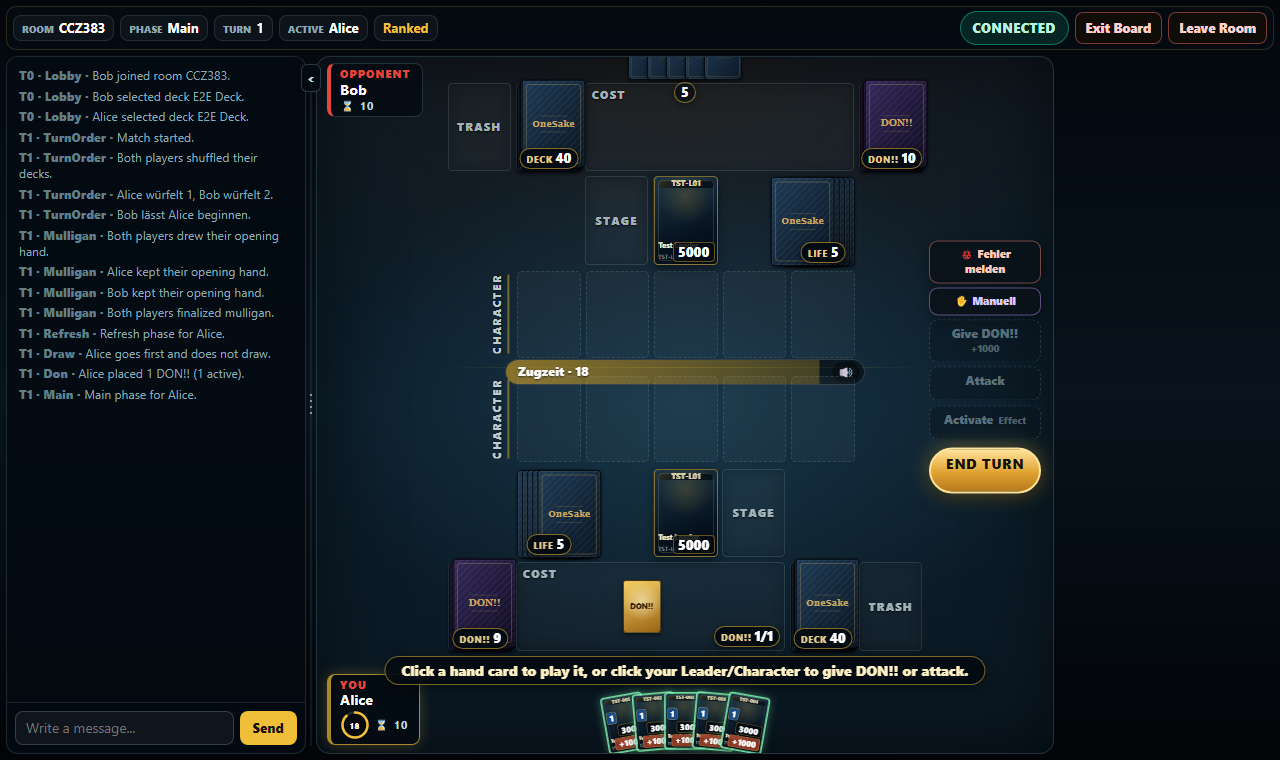 ROOM CCZ383
PHASE Main
TURN 1
ACTIVE Alice
Ranked
CONNECTED
Exit Board
Leave Room
T0 · Lobby · Bob joined room CCZ383.
T0 · Lobby · Bob selected deck E2E Deck.
T0 · Lobby · Alice selected deck E2E Deck.
T1 · TurnOrder · Match started.
T1 · TurnOrder · Both players shuffled their
decks.
T1 · TurnOrder · Alice würfelt 1, Bob würfelt 2.
T1 · TurnOrder · Bob lässt Alice beginnen.
T1 · Mulligan · Both players drew their opening
hand.
T1 · Mulligan · Alice kept their opening hand.
T1 · Mulligan · Bob kept their opening hand.
T1 · Mulligan · Both players finalized mulligan.
T1 · Refresh · Refresh phase for Alice.
T1 · Draw · Alice goes first and does not draw.
T1 · Don · Alice placed 1 DON!! (1 active).
T1 · Main · Main phase for Alice.
Write a message...
Send
<
OPPONENT
Bob
10
5
TRASH
OneSake
DECK 40
COST
DON!!
DON!! 10
STAGE
TST-L01
Test
5000
OneSake
LIFE 5
CHARACTER
Zugzeit · 18
CHARACTER
OneSake
LIFE 5
TST-L01
Test
5000
STAGE
DON!!
DON!! 9
COST
DON!!
DON!! 1/1
OneSake
DECK 40
TRASH
Fehler
melden
Manuell
Give DON!!
+1000
Attack
Activate Effect
END TURN
Click a hand card to play it, or click your Leader/Character to give DON!! or attack.
YOU
Alice
18
10
1
1
1
1
1
3000
+1000